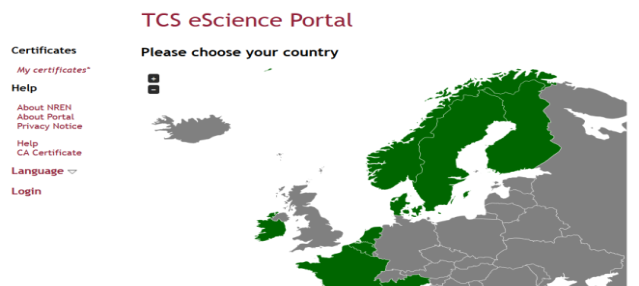 TCS eScience Portal
Certificates
My certificates*
Help
About NREN
About Portal
Privacy Notice
Help
CA Certificate
Language
Login
Please choose your country
+
−